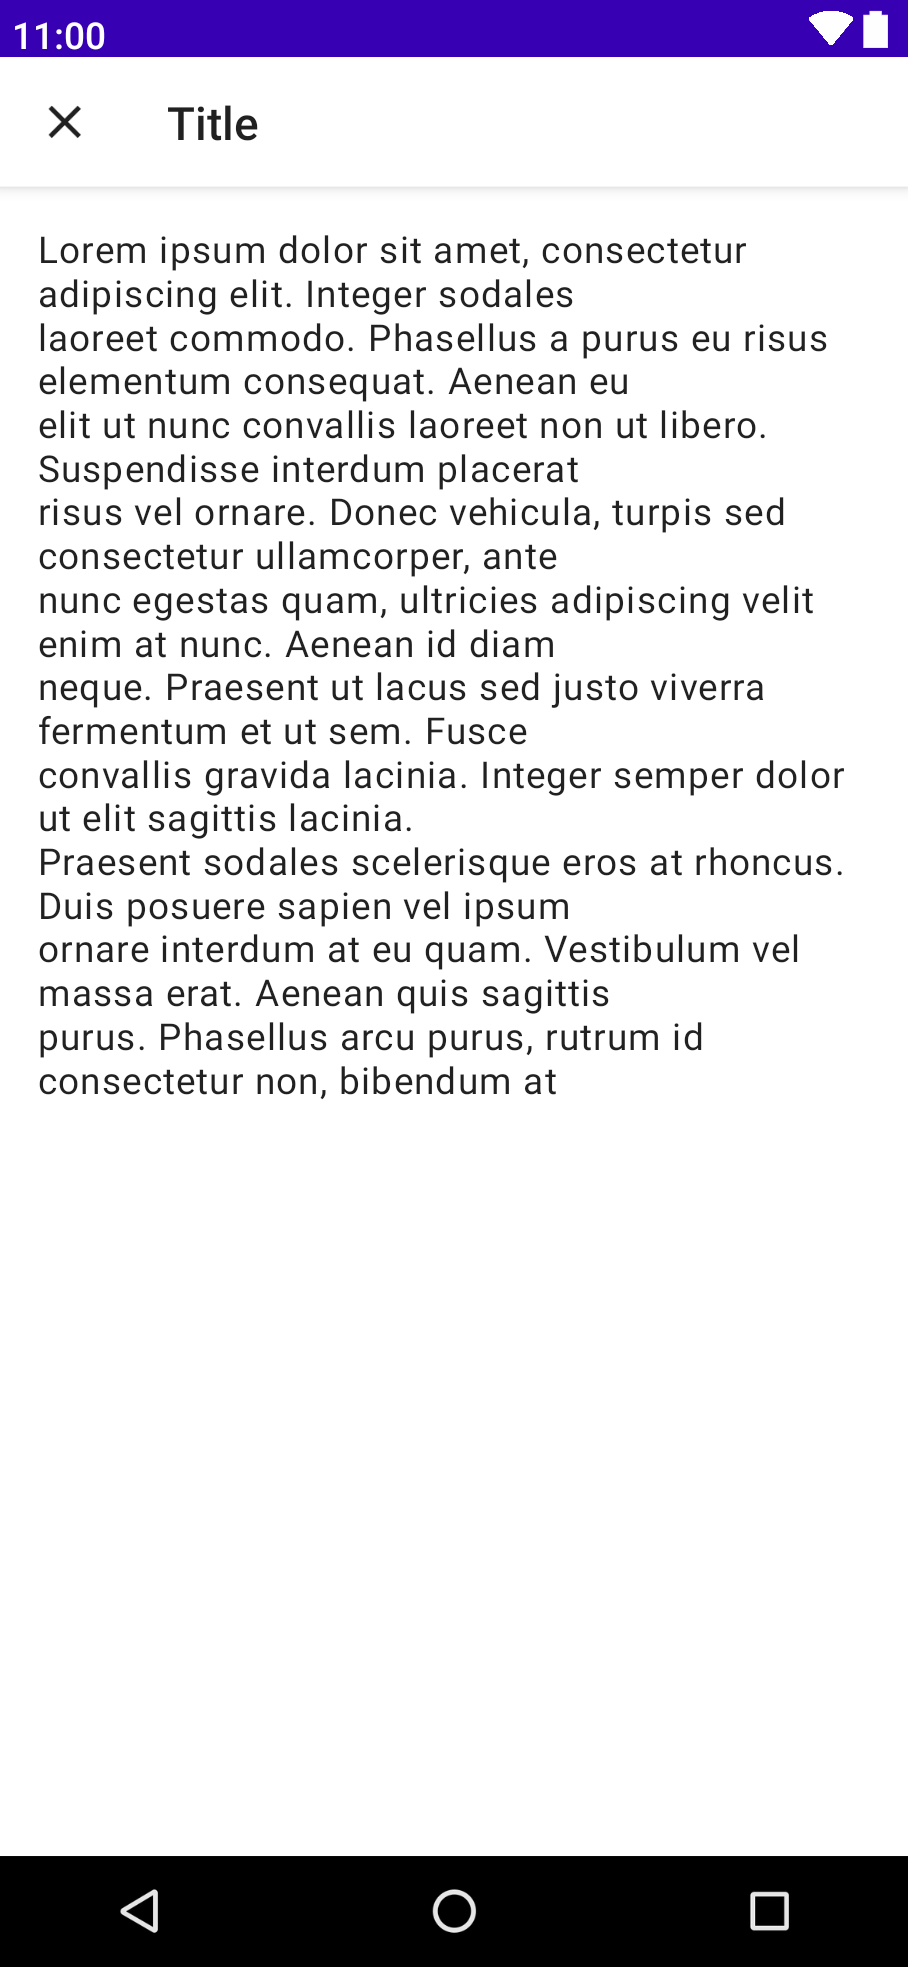 11:00
Title
Lorem ipsum dolor sit amet, consectetur
adipiscing elit. Integer sodales
laoreet commodo. Phasellus a purus eu risus
elementum consequat. Aenean eu
elit ut nunc convallis laoreet non ut libero.
Suspendisse interdum placerat
risus vel ornare. Donec vehicula, turpis sed
consectetur ullamcorper, ante
nunc egestas quam, ultricies adipiscing velit
enim at nunc. Aenean id diam
neque. Praesent ut lacus sed justo viverra
fermentum et ut sem. Fusce
convallis gravida lacinia. Integer semper dolor
ut elit sagittis lacinia.
Praesent sodales scelerisque eros at rhoncus.
Duis posuere sapien vel ipsum
ornare interdum at eu quam. Vestibulum vel
massa erat. Aenean quis sagittis
purus. Phasellus arcu purus, rutrum id
consectetur non, bibendum at